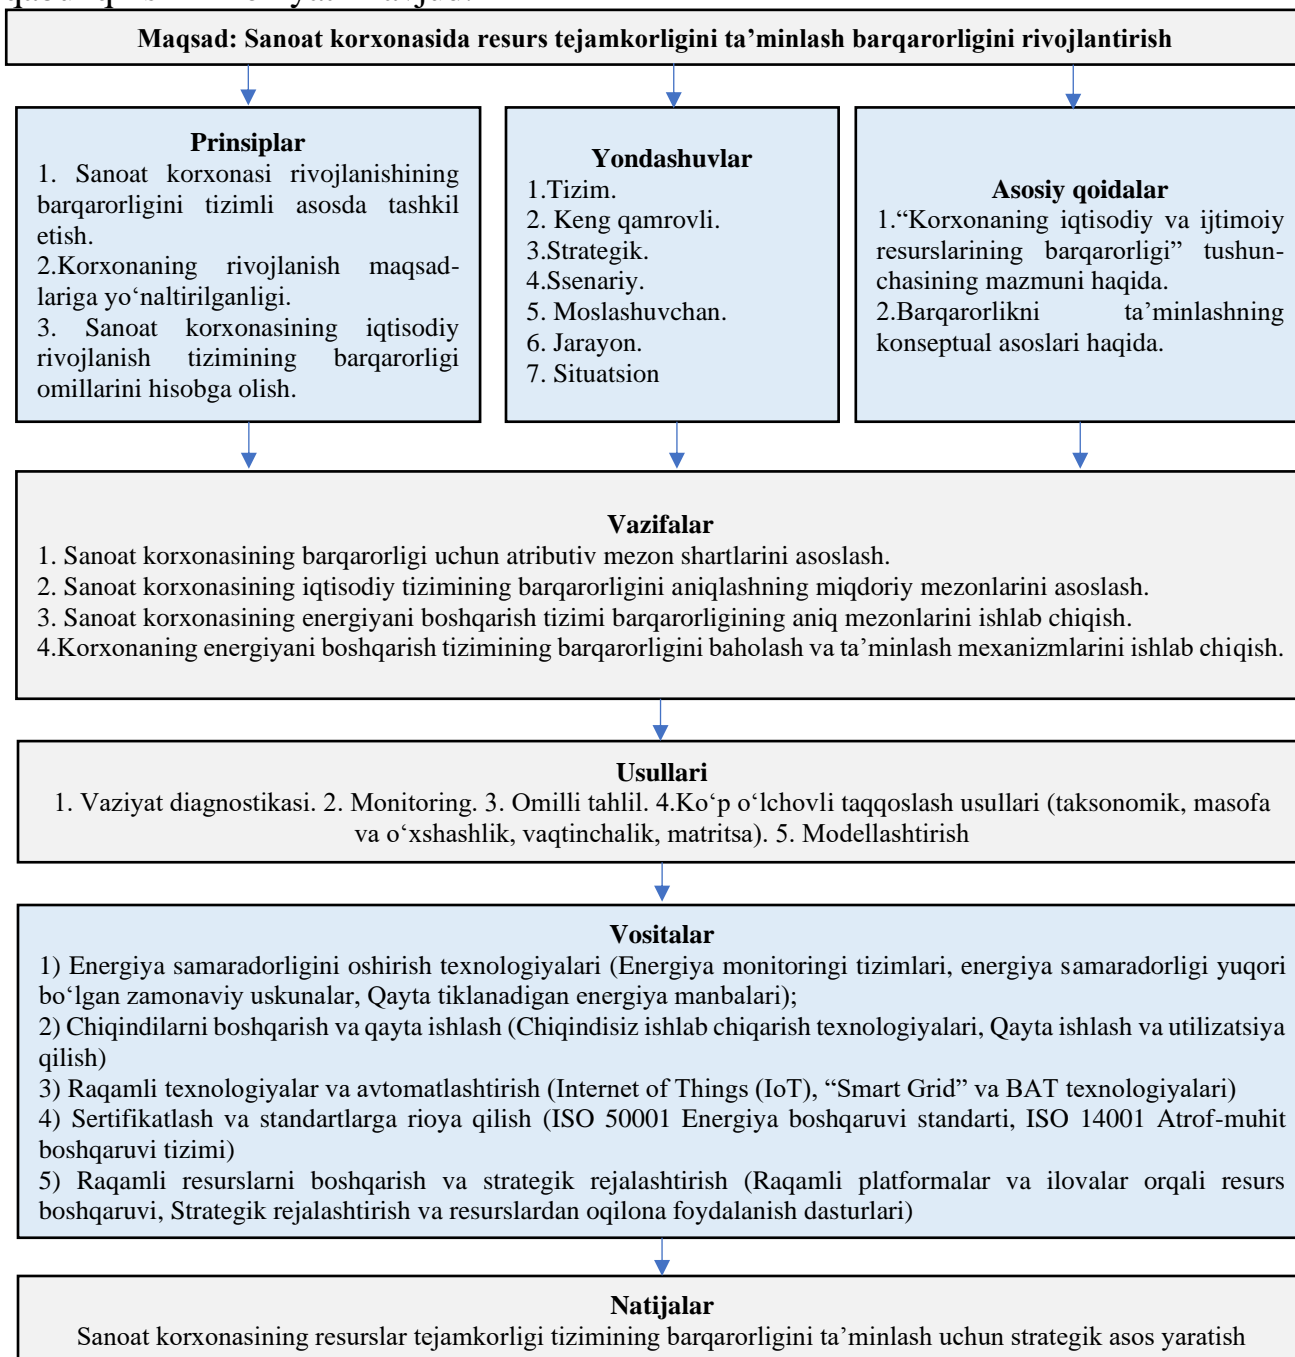 Maqsad: Sanoat korxonasida resurs tejamkorligini ta’minlash barqarorligini rivojlantirish
Prinsiplar
1. Sanoat korxonasi rivojlanishining
barqarorligini tizimli asosda tashkil
etish.
2.Korxonaning rivojlanish maqsad-
lariga yo‘naltirilganligi.
3. Sanoat korxonasining iqtisodiy
rivojlanish tizimining barqarorligi
omillarini hisobga olish.
Yondashuvlar
1.Tizim.
2. Keng qamrovli.
3.Strategik.
4.Ssenariy.
5. Moslashuvchan.
6. Jarayon.
7. Situatsion
Asosiy qoidalar
1.“Korxonaning iqtisodiy va ijtimoiy
resurslarining barqarorligi” tushun-
chasining mazmuni haqida.
2.Barqarorlikni ta’minlashning
konseptual asoslari haqida.
Vazifalar
1. Sanoat korxonasining barqarorligi uchun atributiv mezon shartlarini asoslash.
2. Sanoat korxonasining iqtisodiy tizimining barqarorligini aniqlashning miqdoriy mezonlarini asoslash.
3. Sanoat korxonasining energiyani boshqarish tizimi barqarorligining aniq mezonlarini ishlab chiqish.
4.Korxonaning energiyani boshqarish tizimining barqarorligini baholash va ta’minlash mexanizmlarini ishlab chiqish.
Usullari
1. Vaziyat diagnostikasi. 2. Monitoring. 3. Omilli tahlil. 4.Ko‘p o‘lchovli taqqoslash usullari (taksonomik, masofa
va o‘xshashlik, vaqtinchalik, matritsa). 5. Modellashtirish
Vositalar
1) Energiya samaradorligini oshirish texnologiyalari (Energiya monitoringi tizimlari, energiya samaradorligi yuqori
bo‘lgan zamonaviy uskunalar, Qayta tiklanadigan energiya manbalari);
2) Chiqindilarni boshqarish va qayta ishlash (Chiqindisiz ishlab chiqarish texnologiyalari, Qayta ishlash va utilizatsiya
qilish)
3) Raqamli texnologiyalar va avtomatlashtirish (Internet of Things (IoT), “Smart Grid” va BAT texnologiyalari)
4) Sertifikatlash va standartlarga rioya qilish (ISO 50001 Energiya boshqaruvi standarti, ISO 14001 Atrof-muhit
boshqaruvi tizimi)
5) Raqamli resurslarni boshqarish va strategik rejalashtirish (Raqamli platformalar va ilovalar orqali resurs
boshqaruvi, Strategik rejalashtirish va resurslardan oqilona foydalanish dasturlari)
Natijalar
Sanoat korxonasining resurslar tejamkorligi tizimining barqarorligini ta’minlash uchun strategik asos yaratish